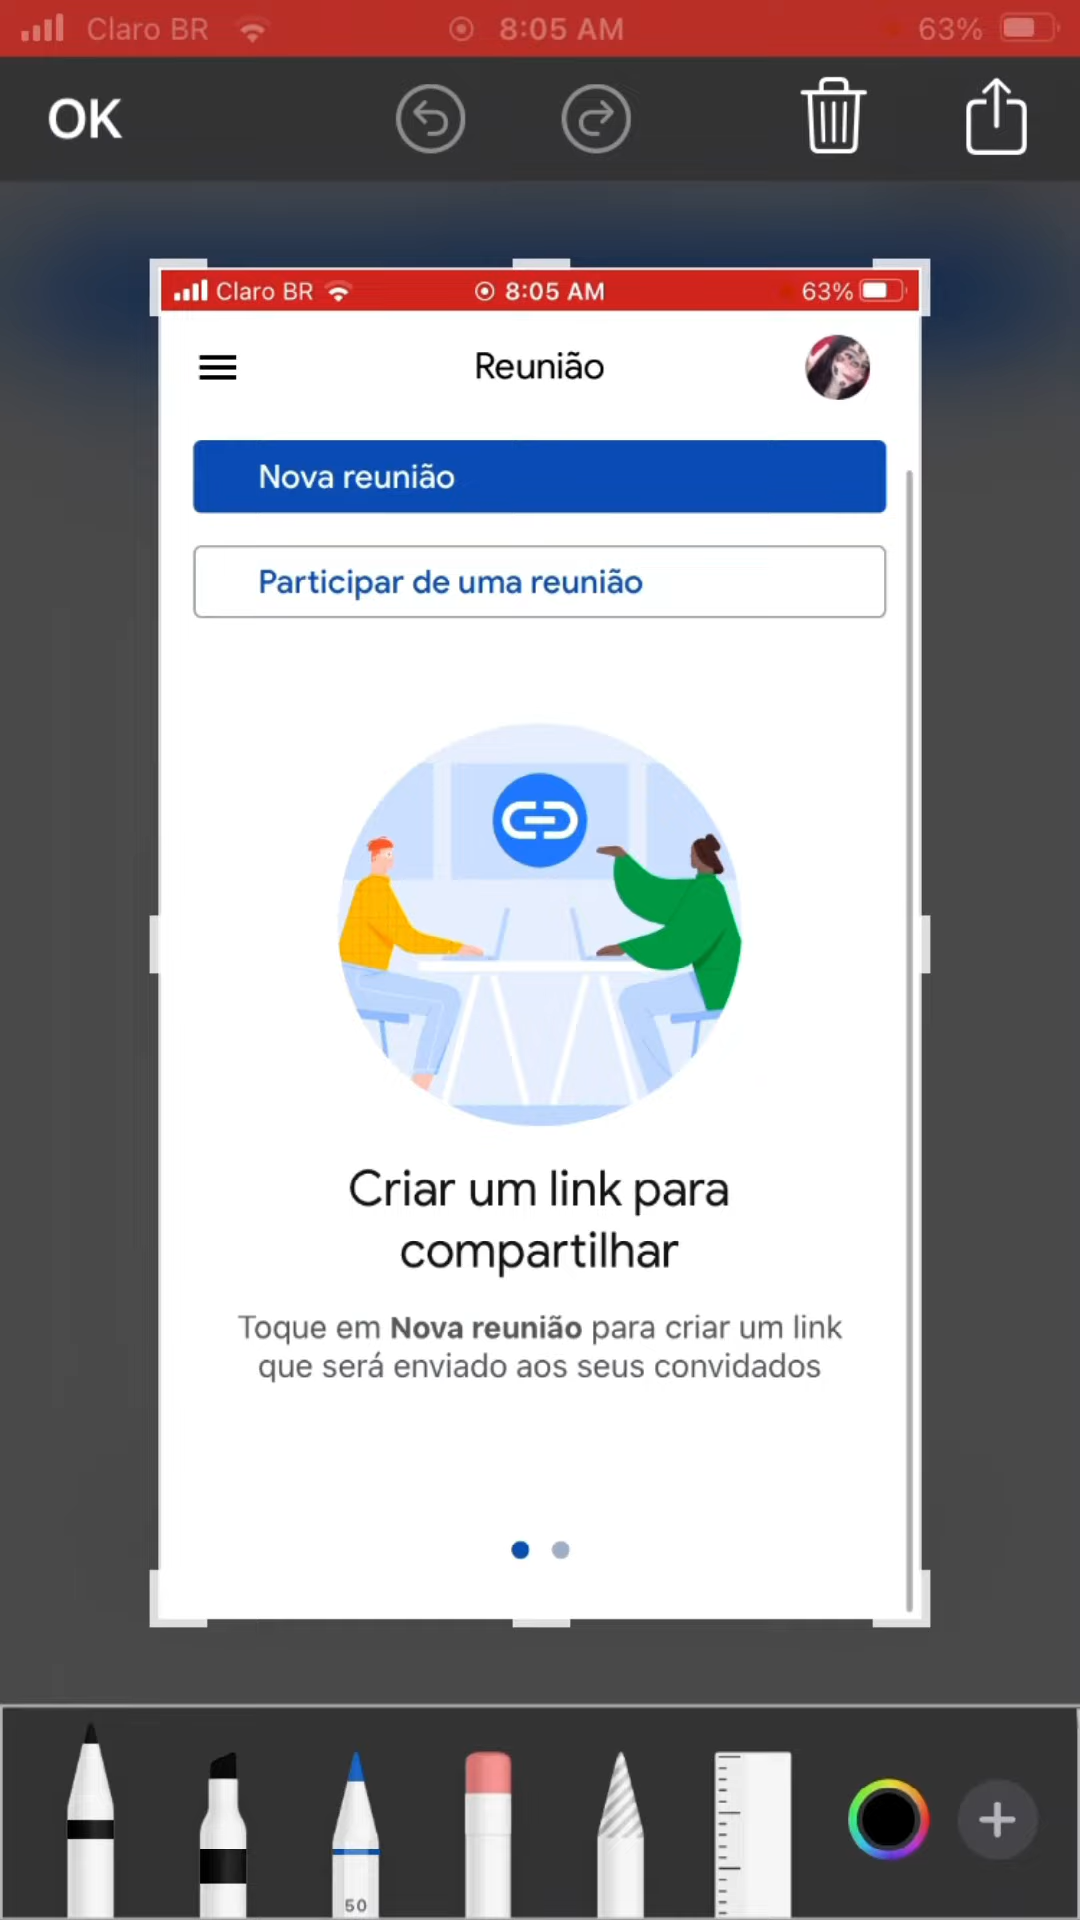 Claro BR 8:05 AM 63%
OK
Claro BR 8:05 AM 63%
Reunião
Nova reunião
Participar de uma reunião
Criar um link para
compartilhar
Toque em Nova reunião para criar um link
que será enviado aos seus convidados
50